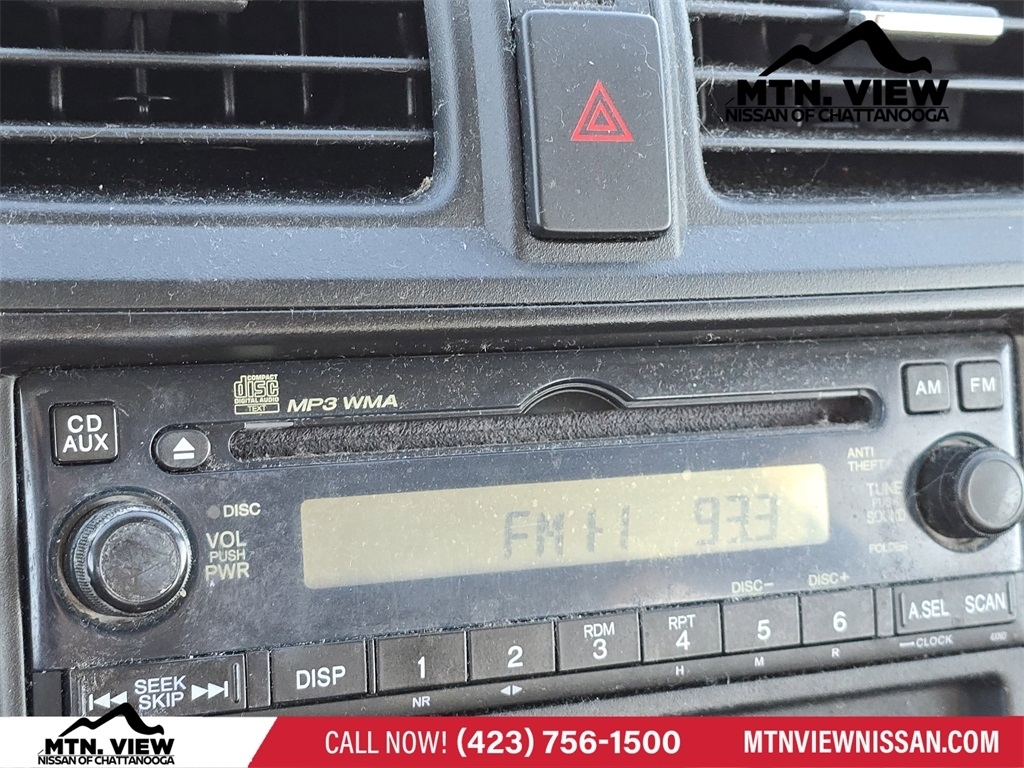 MTN. VIEW
NISSAN OF CHATTANOOGA
COMPACT
disc
DIGITAL AUDIO
TEXT
MP3 WMA
CD
AUX
AM
FM
ANTI
THEFT
DISC
VOL
PUSH
PWR
FM1-1 93.3
TUNE
PUSH
SOUND
FOLDER
DISC-
DISC+
SEEK
SKIP
DISP
1
2
RDM
3
RPT
4
5
6
A.SEL
SCAN
NR
H
M
R
CLOCK
MTN. VIEW
NISSAN OF CHATTANOOGA
CALL NOW! (423) 756-1500
MTNVIEWNISSAN.COM